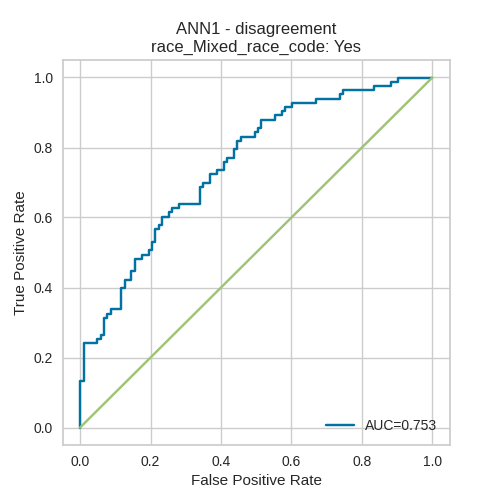 ANN1 - disagreement
race_Mixed_race_code: Yes
True Positive Rate
1.0
0.8
0.6
0.4
0.2
0.0
AUC=0.753
0.0 0.2 0.4 0.6 0.8 1.0
False Positive Rate